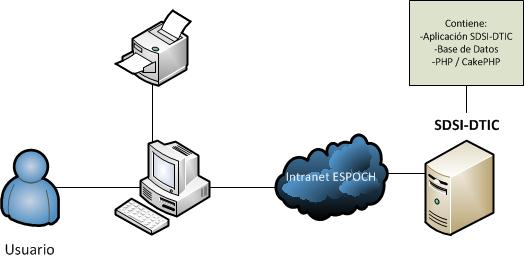 Contiene:
-Aplicación SDSI-DTIC
-Base de Datos
-PHP / CakePHP
SDSI-DTIC
Intranet ESPOCH
Usuario